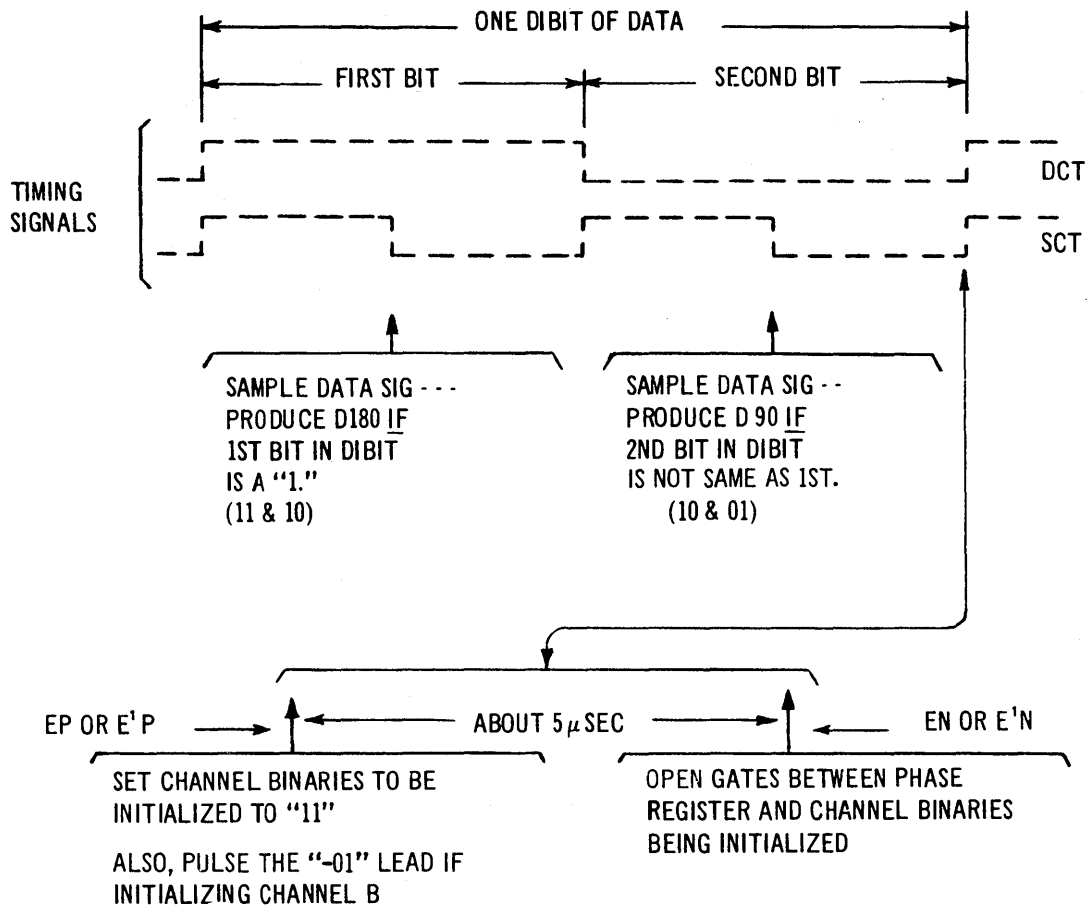 ONE DIBIT OF DATA
FIRST BIT
SECOND BIT
TIMING
SIGNALS
DCT
SCT
SAMPLE DATA SIG ---
PRODUCE D180 IF
1ST BIT IN DIBIT
IS A “1.”
(11 & 10)
SAMPLE DATA SIG --
PRODUCE D 90 IF
2ND BIT IN DIBIT
IS NOT SAME AS 1ST.
(10 & 01)
EP OR E¹P
ABOUT 5 μ SEC
EN OR E¹N
SET CHANNEL BINARIES TO BE
INITIALIZED TO “11”
ALSO, PULSE THE “-01” LEAD IF
INITIALIZING CHANNEL B
OPEN GATES BETWEEN PHASE
REGISTER AND CHANNEL BINARIES
BEING INITIALIZED